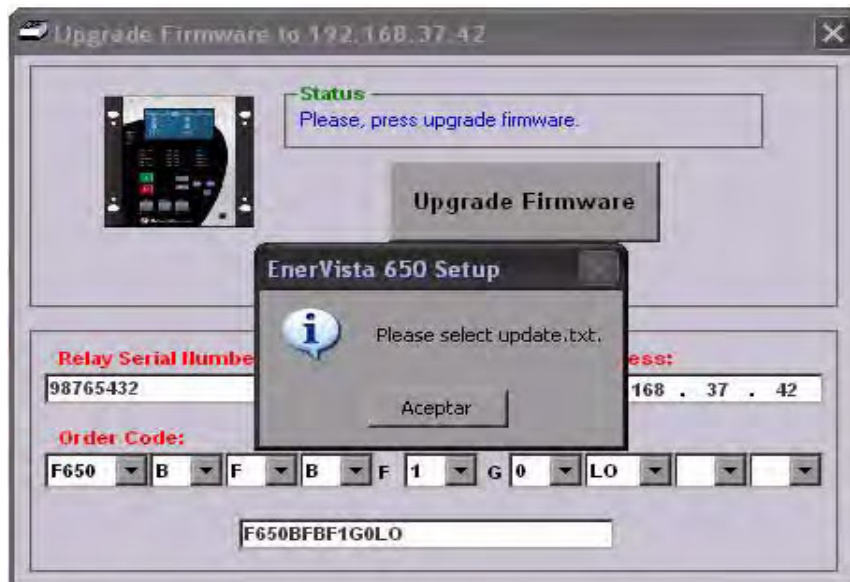 Upgrade Firmware to 192.168.37.42
Status
Please, press upgrade firmware.
Upgrade Firmware
EnerVista 650 Setup
Please select update.txt.
Aceptar
Relay Serial Numbe
ess:
98765432
168 . 37 . 42
Order Code:
F650 B F B F 1 G 0 LO
F650BFBF1G0LO